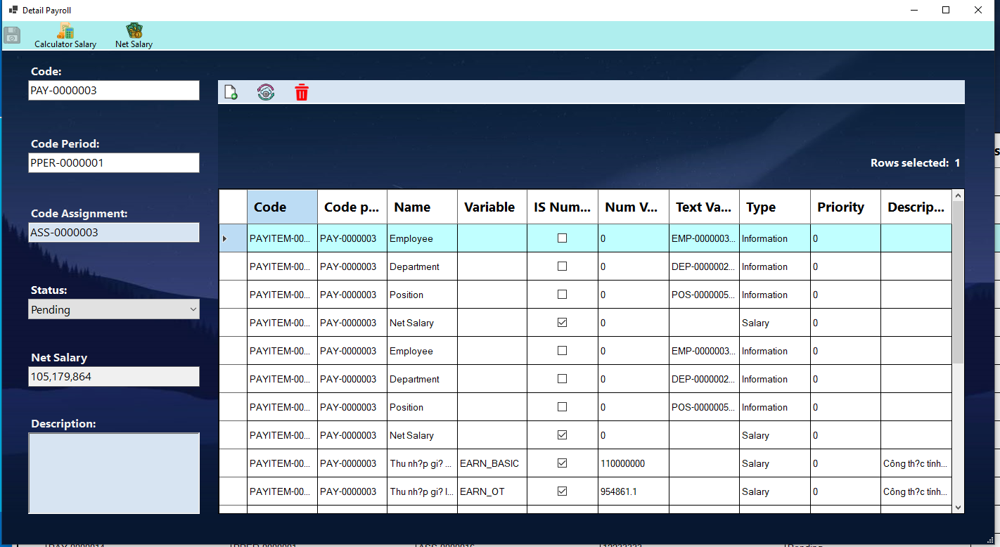 Detail Payroll
Calculator Salary Net Salary
Code:
PAY-0000003
Code Period:
PPER-0000001
Code Assignment:
ASS-0000003
Status:
Pending
Net Salary
105,179,864
Description:
Rows selected: 1
Code Code p... Name Variable IS Num... Num V... Text Va... Type Priority Descrip...
PAYITEM-00... PAY-0000003 Employee 0 EMP-0000003... Information 0
PAYITEM-00... PAY-0000003 Department 0 DEP-0000002... Information 0
PAYITEM-00... PAY-0000003 Position 0 POS-0000005... Information 0
PAYITEM-00... PAY-0000003 Net Salary 0 Salary 0
PAYITEM-00... PAY-0000003 Employee 0 EMP-0000003... Information 0
PAYITEM-00... PAY-0000003 Department 0 DEP-0000002... Information 0
PAYITEM-00... PAY-0000003 Position 0 POS-0000005... Information 0
PAYITEM-00... PAY-0000003 Net Salary 0 Salary 0
PAYITEM-00... PAY-0000003 Thu nh?p gi? ... EARN_BASIC 110000000 Salary 0 Công th?c tính...
PAYITEM-00... PAY-0000003 Thu nh?p gi? l... EARN_OT 954861.1 Salary 0 Công th?c tính...